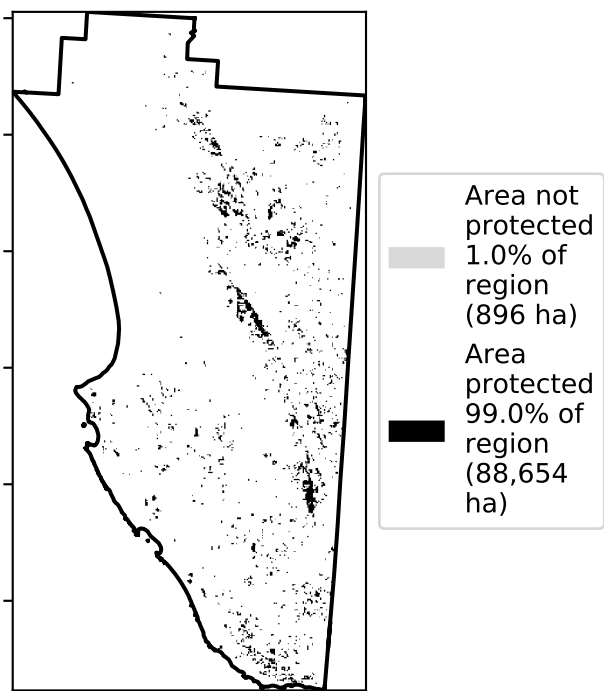 Area not
protected
1.0% of
region
(896 ha)
Area
protected
99.0% of
region
(88,654
ha)